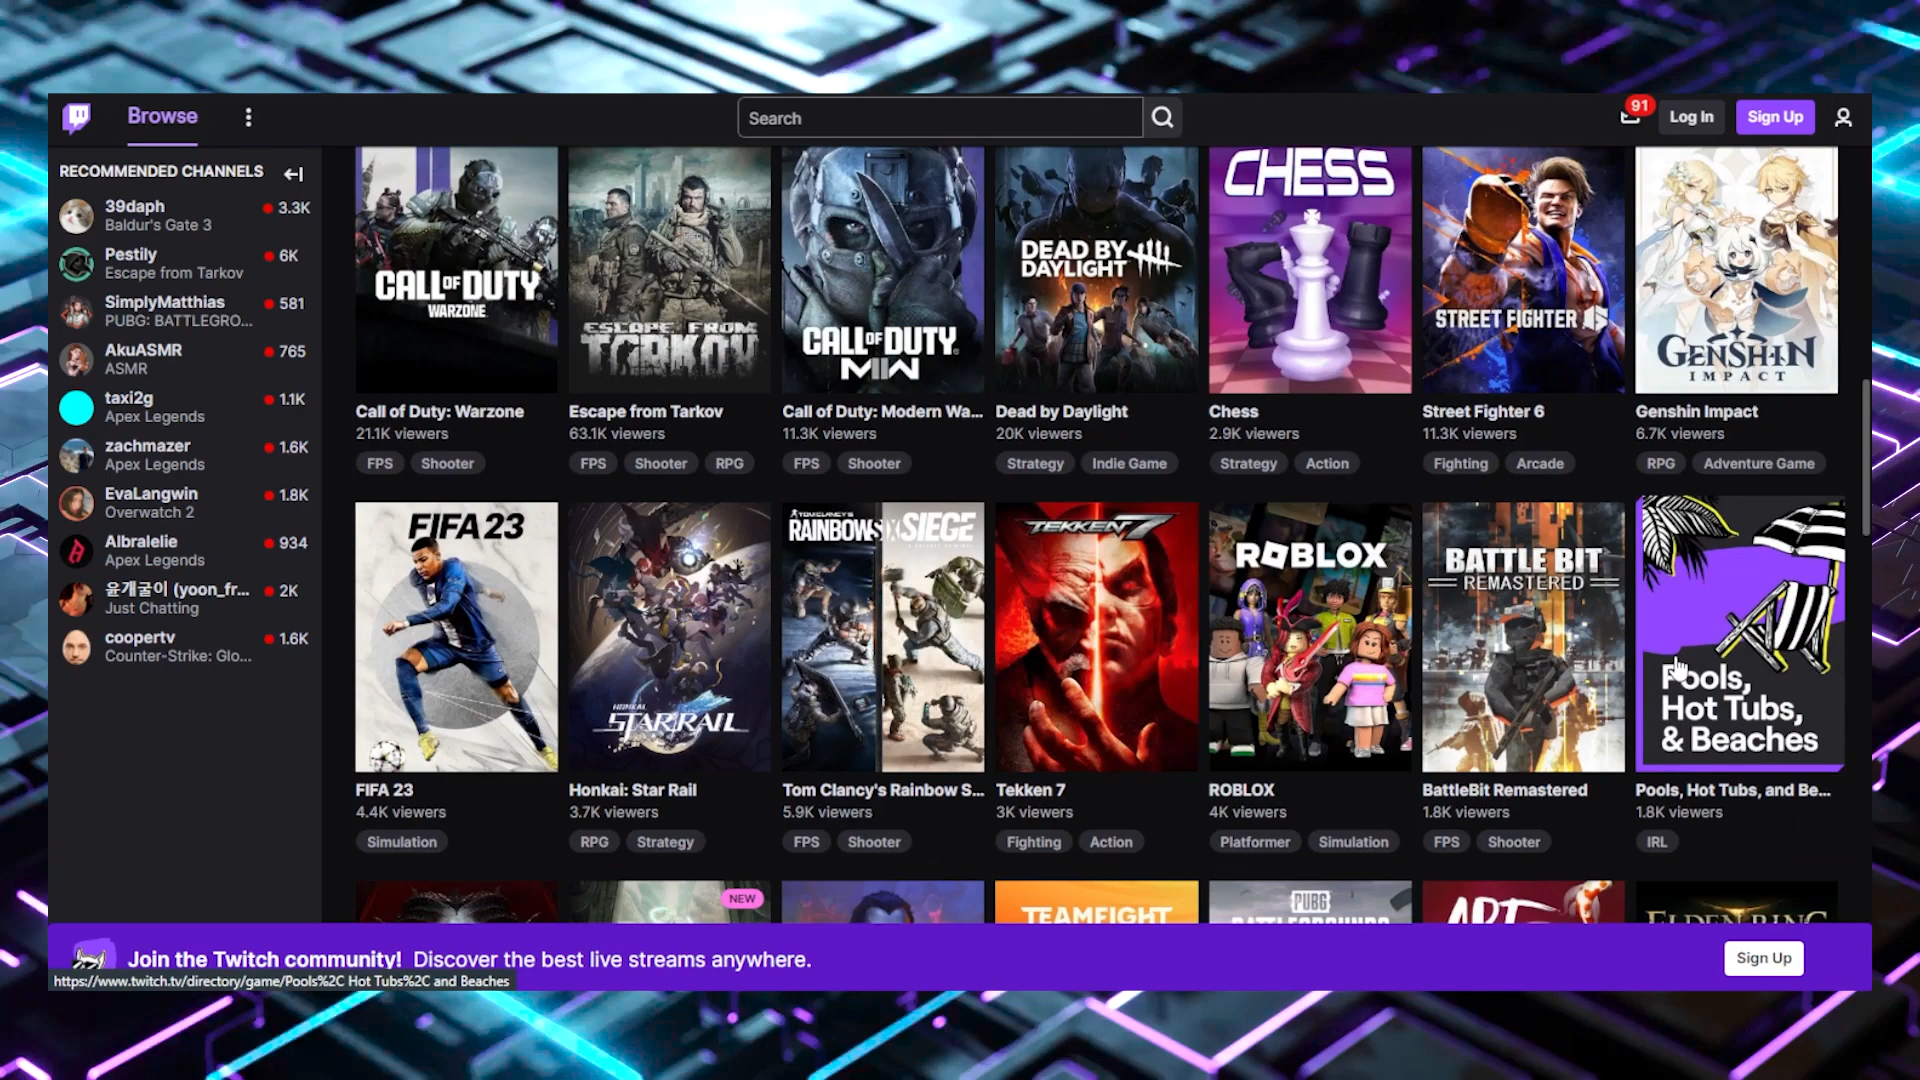 Browse
Search
91
Log In
Sign Up
RECOMMENDED CHANNELS
39daph
3.3K
Baldur's Gate 3
Pestily
6K
Escape from Tarkov
SimplyMatthias
581
PUBG: BATTLEGRO...
AkuASMR
765
ASMR
taxi2g
1.1K
Apex Legends
zachmazer
1.6K
Apex Legends
EvaLangwin
1.8K
Overwatch 2
Albralelie
934
Apex Legends
윤개굴이 (yoon_fr...
2K
Just Chatting
coopertv
1.6K
Counter-Strike: Glo...
CALL OF DUTY
WARZONE
Call of Duty: Warzone
21.1K viewers
FPS Shooter
ESCAPE FROM
TARKOV
Escape from Tarkov
63.1K viewers
FPS Shooter RPG
CALL OF DUTY
MWII
Call of Duty: Modern Wa...
11.3K viewers
FPS Shooter
DEAD BY
DAYLIGHT
Dead by Daylight
20K viewers
Strategy Indie Game
CHESS
Chess
2.9K viewers
Strategy Action
STREET FIGHTER 6
Street Fighter 6
11.3K viewers
Fighting Arcade
GENSHIN
IMPACT
Genshin Impact
6.7K viewers
RPG Adventure Game
FIFA 23
FIFA 23
4.4K viewers
Simulation
HONKAI:
STAR RAIL
Honkai: Star Rail
3.7K viewers
RPG Strategy
TOM CLANCY'S
RAINBOW SIX SIEGE
Tom Clancy's Rainbow S...
5.9K viewers
FPS Shooter
TEKKEN 7
Tekken 7
3K viewers
Fighting Action
ROBLOX
ROBLOX
4K viewers
Platformer Simulation
BATTLE BIT
REMASTERED
BattleBit Remastered
1.8K viewers
FPS Shooter
Pools,
Hot Tubs,
& Beaches
Pools, Hot Tubs, and Be...
1.8K viewers
IRL
NEW
TEAMFIGHT
PUBG
BATTLEGROUNDS
ART
ELDEN RING
Join the Twitch community! Discover the best live streams anywhere.
Sign Up
https://www.twitch.tv/directory/game/Pools%2C Hot Tubs%2C and Beaches